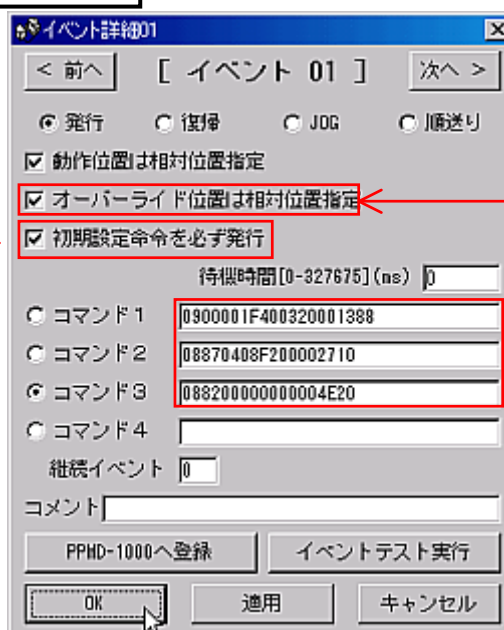 イベント詳細01
< 前へ [ イベント 01 ] 次へ >
発行 復帰 JOG 順送り
動作位置は相対位置指定
オーバーライド位置は相対位置指定
初期設定命令を必ず発行
待機時間[0-327675](ms) 0
コマンド1 0900001F400320001388
コマンド2 08870408F200002710
コマンド3 088200000000004E20
コマンド4
継続イベント 0
コメント
PPMD-1000へ登録 イベントテスト実行
OK 適用 キャンセル